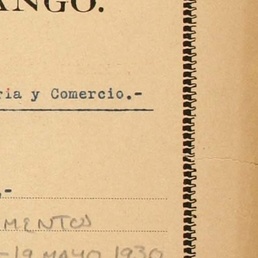 ANGO.
ria y Comercio.-
.-
MENTOS
-19 MAYO 1930